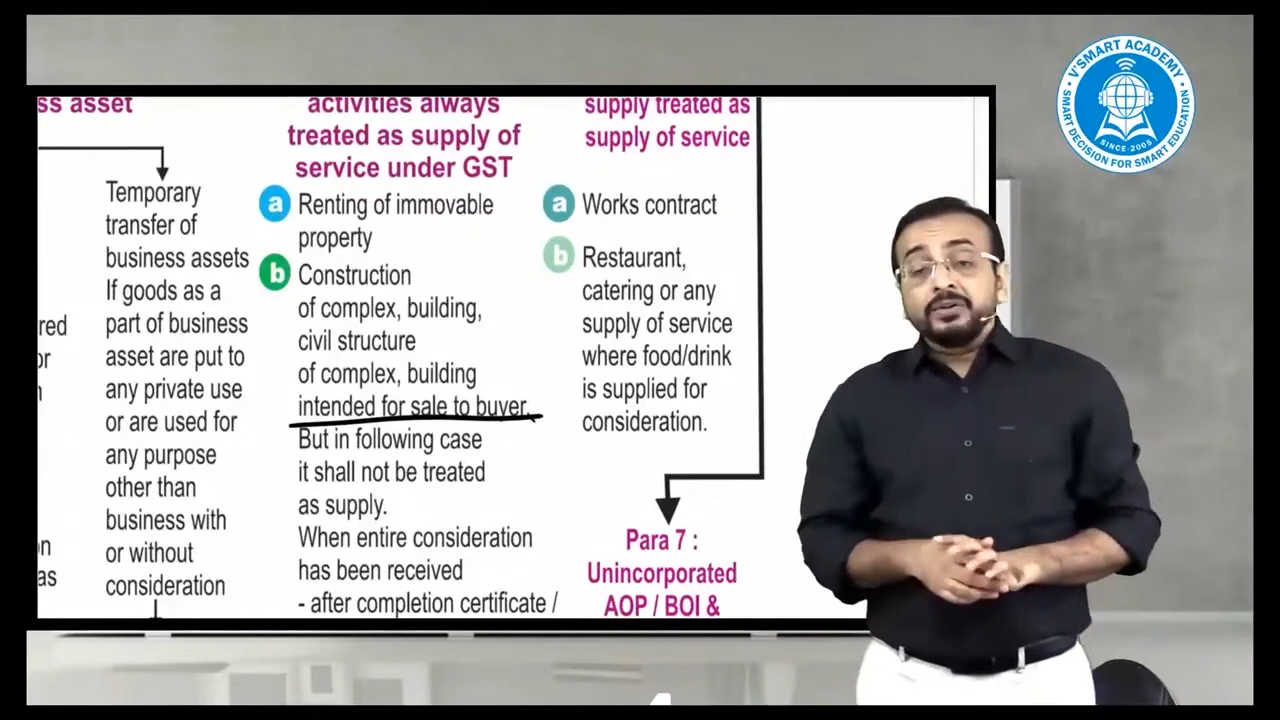 ss asset
Temporary
transfer of
business assets
If goods as a
part of business
asset are put to
any private use
or are used for
any purpose
other than
business with
or without
consideration
red
or
on
as
activities always
treated as supply of
service under GST
a Renting of immovable
property
b Construction
of complex, building,
civil structure
of complex, building
intended for sale to buyer.
But in following case
it shall not be treated
as supply.
When entire consideration
has been received
- after completion certificate /
supply treated as
supply of service
a Works contract
b Restaurant,
catering or any
supply of service
where food/drink
is supplied for
consideration.
Para 7 :
Unincorporated
AOP / BOI &
V'SMART ACADEMY
SINCE-2005
SMART DECISION FOR SMART EDUCATION